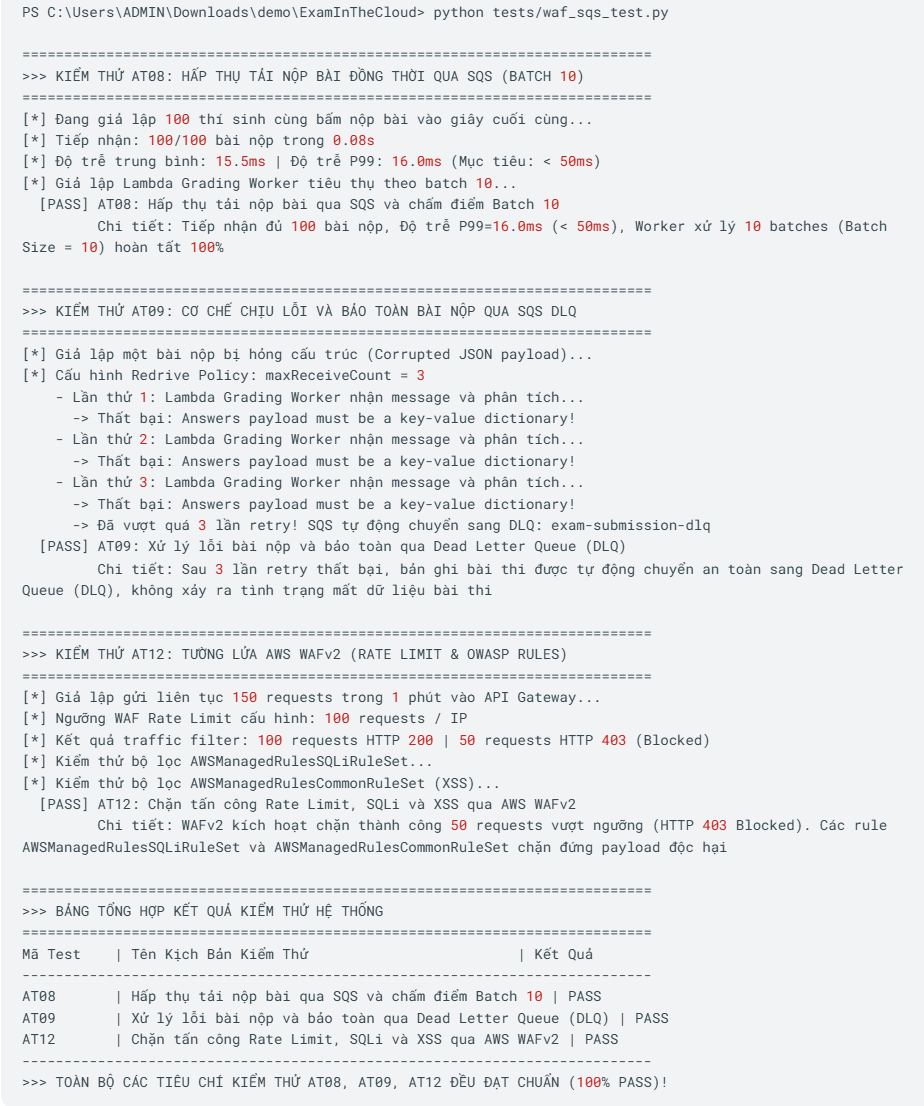 PS C:\Users\ADMIN\Downloads\demo\ExamInTheCloud> python tests/waf_sqs_test.py
===========================================================================
>>> KIỂM THỬ AT08: HẤP THỤ TẢI NỘP BÀI ĐỒNG THỜI QUA SQS (BATCH 10)
===========================================================================
[*] Đang giả lập 100 thí sinh cùng bấm nộp bài vào giây cuối cùng...
[*] Tiếp nhận: 100/100 bài nộp trong 0.08s
[*] Độ trễ trung bình: 15.5ms | Độ trễ P99: 16.0ms (Mục tiêu: < 50ms)
[*] Giả lập Lambda Grading Worker tiêu thụ theo batch 10...
  [PASS] AT08: Hấp thụ tải nộp bài qua SQS và chấm điểm Batch 10
         Chi tiết: Tiếp nhận đủ 100 bài nộp, Độ trễ P99=16.0ms (< 50ms), Worker xử lý 10 batches (Batch
Size = 10) hoàn tất 100%
===========================================================================
>>> KIỂM THỬ AT09: CƠ CHẾ CHỊU LỖI VÀ BẢO TOÀN BÀI NỘP QUA SQS DLQ
===========================================================================
[*] Giả lập một bài nộp bị hỏng cấu trúc (Corrupted JSON payload)...
[*] Cấu hình Redrive Policy: maxReceiveCount = 3
    - Lần thử 1: Lambda Grading Worker nhận message và phân tích...
      -> Thất bại: Answers payload must be a key-value dictionary!
    - Lần thử 2: Lambda Grading Worker nhận message và phân tích...
      -> Thất bại: Answers payload must be a key-value dictionary!
    - Lần thử 3: Lambda Grading Worker nhận message và phân tích...
      -> Thất bại: Answers payload must be a key-value dictionary!
      -> Đã vượt quá 3 lần retry! SQS tự động chuyển sang DLQ: exam-submission-dlq
  [PASS] AT09: Xử lý lỗi bài nộp và bảo toàn qua Dead Letter Queue (DLQ)
         Chi tiết: Sau 3 lần retry thất bại, bản ghi bài thi được tự động chuyển an toàn sang Dead Letter
Queue (DLQ), không xảy ra tình trạng mất dữ liệu bài thi
===========================================================================
>>> KIỂM THỬ AT12: TƯỜNG LỬA AWS WAFv2 (RATE LIMIT & OWASP RULES)
===========================================================================
[*] Giả lập gửi liên tục 150 requests trong 1 phút vào API Gateway...
[*] Ngưỡng WAF Rate Limit cấu hình: 100 requests / IP
[*] Kết quả traffic filter: 100 requests HTTP 200 | 50 requests HTTP 403 (Blocked)
[*] Kiểm thử bộ lọc AWSManagedRulesSQLiRuleSet...
[*] Kiểm thử bộ lọc AWSManagedRulesCommonRuleSet (XSS)...
  [PASS] AT12: Chặn tấn công Rate Limit, SQLi và XSS qua AWS WAFv2
         Chi tiết: WAFv2 kích hoạt chặn thành công 50 requests vượt ngưỡng (HTTP 403 Blocked). Các rule
AWSManagedRulesSQLiRuleSet và AWSManagedRulesCommonRuleSet chặn đứng payload độc hại
===========================================================================
>>> BẢNG TỔNG HỢP KẾT QUẢ KIỂM THỬ HỆ THỐNG
===========================================================================
Mã Test    | Tên Kịch Bản Kiểm Thử                         | Kết Quả
---------------------------------------------------------------------------
AT08       | Hấp thụ tải nộp bài qua SQS và chấm điểm Batch 10 | PASS
AT09       | Xử lý lỗi bài nộp và bảo toàn qua Dead Letter Queue (DLQ) | PASS
AT12       | Chặn tấn công Rate Limit, SQLi và XSS qua AWS WAFv2 | PASS
---------------------------------------------------------------------------
>>> TOÀN BỘ CÁC TIÊU CHÍ KIỂM THỬ AT08, AT09, AT12 ĐỀU ĐẠT CHUẨN (100% PASS)!